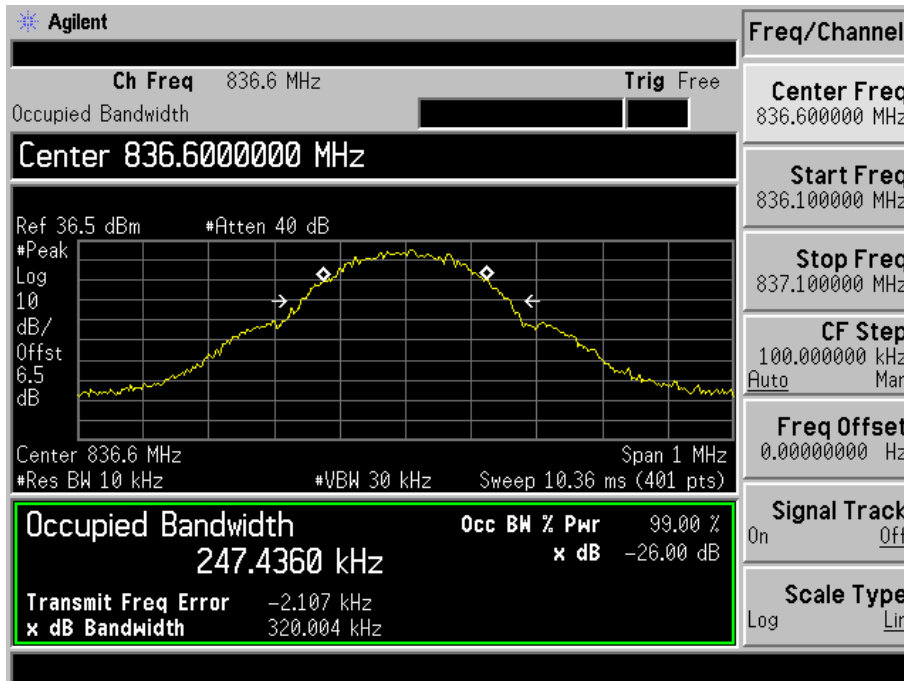 Agilent
Freq/Channel
Ch Freq 836.6 MHz Trig Free
Occupied Bandwidth
Center 836.6000000 MHz
Ref 36.5 dBm #Atten 40 dB
#Peak
Log
10
dB/
Offst
6.5
dB
Center 836.6 MHz Span 1 MHz
#Res BW 10 kHz #VBW 30 kHz Sweep 10.36 ms (401 pts)
Occupied Bandwidth
247.4360 kHz
Occ BW % Pwr 99.00 %
x dB -26.00 dB
Transmit Freq Error -2.107 kHz
x dB Bandwidth 320.004 kHz
Center Freq
836.600000 MHz
Start Freq
836.100000 MHz
Stop Freq
837.100000 MHz
CF Step
100.000000 kHz
Auto Man
Freq Offset
0.00000000 Hz
Signal Track
On Off
Scale Type
Log Lin